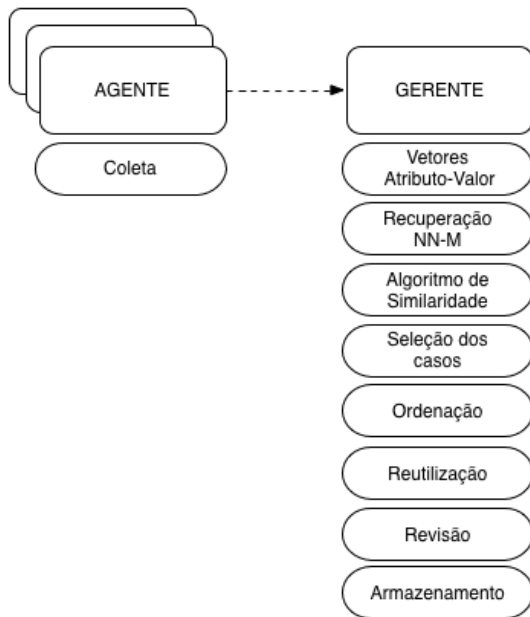 AGENTE
Coleta
GERENTE
Vetores
Atributo-Valor
Recuperação
NN-M
Algoritmo de
Similaridade
Seleção dos
casos
Ordenação
Reutilização
Revisão
Armazenamento